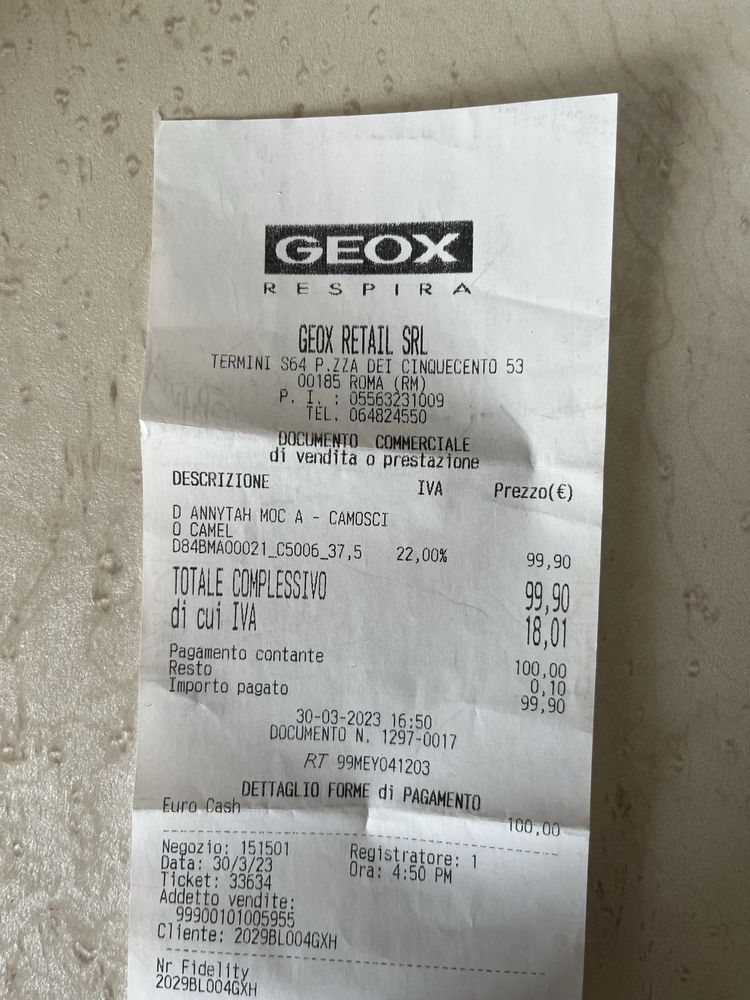 GEOX
RESPIRA
GEOX RETAIL SRL
TERMINI S64 P.ZZA DEI CINQUECENTO 53
00185 ROMA (RM)
P. I. : 05563231009
TEL. 064824550
DOCUMENTO COMMERCIALE
di vendita o prestazione
DESCRIZIONE IVA Prezzo(€)
D ANNYTAH MOC A - CAMOSCI
O CAMEL
D84BMA00021_C5006_37,5 22,00% 99,90
TOTALE COMPLESSIVO 99,90
di cui IVA 18,01
Pagamento contante 100,00
Resto 0,10
Importo pagato 99,90
30-03-2023 16:50
DOCUMENTO N. 1297-0017
RT 99MEY041203
DETTAGLIO FORME di PAGAMENTO
Euro Cash 100,00
Negozio: 151501 Registratore: 1
Data: 30/3/23 Ora: 4:50 PM
Ticket: 33634
Addetto vendite:
99900101005955
Cliente: 2029BL004GXH
Nr Fidelity
2029BL004GXH